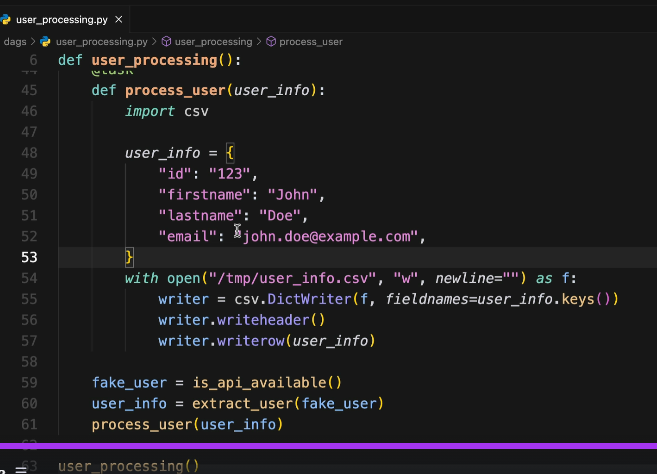 user_processing.py ×
dags > user_processing.py > user_processing > process_user
6 def user_processing():
44 @task
45 def process_user(user_info):
46 import csv
47
48 user_info = {
49 "id": "123",
50 "firstname": "John",
51 "lastname": "Doe",
52 "email": "john.doe@example.com",
53 }
54 with open("/tmp/user_info.csv", "w", newline="") as f:
55 writer = csv.DictWriter(f, fieldnames=user_info.keys())
56 writer.writeheader()
57 writer.writerow(user_info)
58
59 fake_user = is_api_available()
60 user_info = extract_user(fake_user)
61 process_user(user_info)
62
63 user_processing()